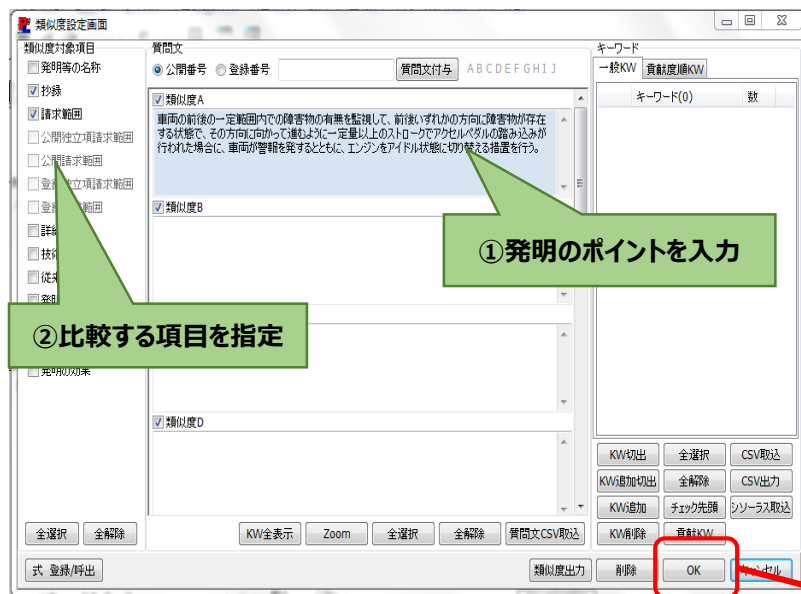 類似度設定画面
類似度対象項目
発明等の名称
抄録
請求範囲
公開独立項請求範囲
公開請求範囲
登録独立項請求範囲
詳細
技術
従来
発明
発明の効果
全選択 全解除
質問文
公開番号 登録番号 質問文付与 A B C D E F G H I J
類似度A
車両の前後の一定範囲内での障害物の有無を監視して、前後いずれかの方向に障害物が存在
する状態で、その方向に向かって進むように一定量以上のストロークでアクセルペダルの踏み込みが
行われた場合に、車両が警報を発するとともに、エンジンをアイドル状態に切り替える措置を行う。
類似度B
①発明のポイントを入力
②比較する項目を指定
類似度D
KW全表示 Zoom 全選択 全解除 質問文CSV取込
キーワード
一般KW 貢献度順KW
キーワード(0) 数
KW切出 全選択 CSV取込
KW追加切出 全解除 CSV出力
KW追加 チェック先頭 シソーラス取込
KW削除 貢献KW
式 登録/呼出 類似度出力 削除 OK キャンセル